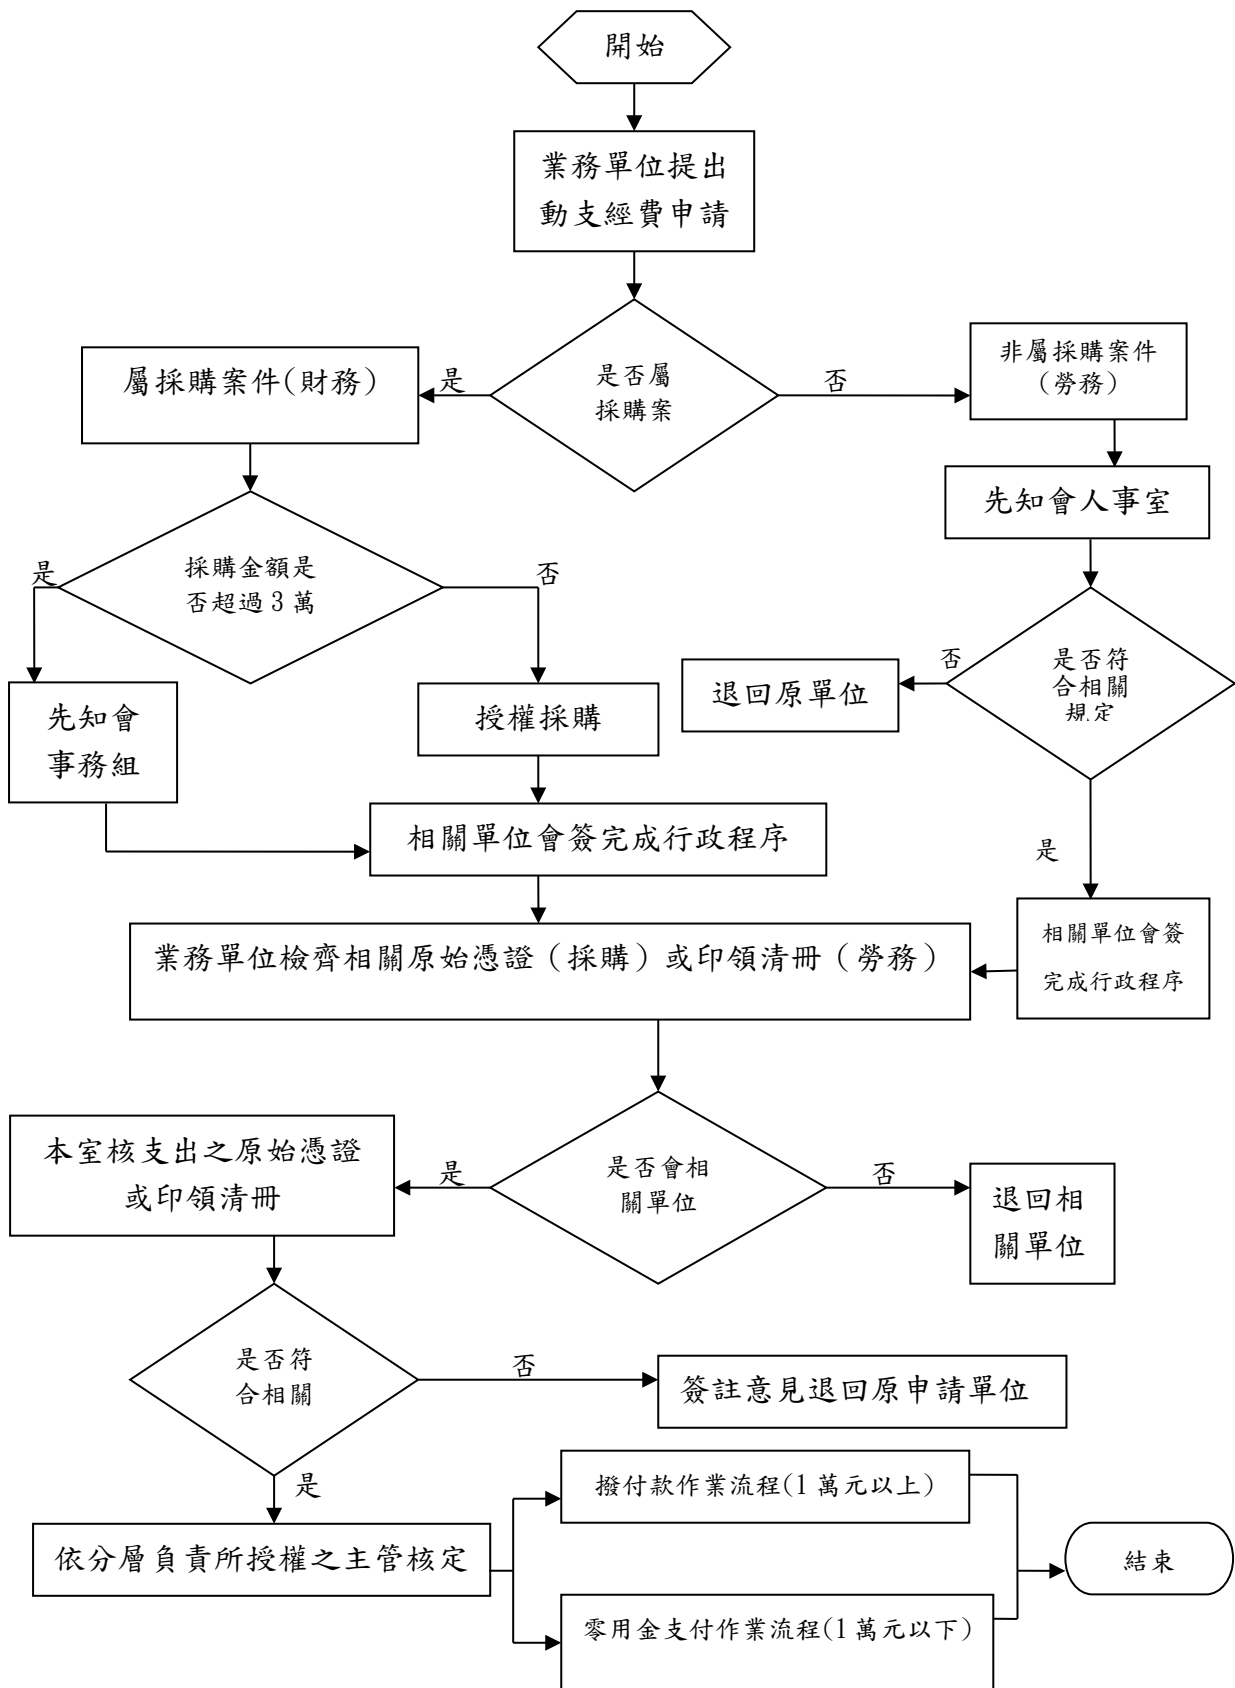 開始
業務單位提出
動支經費申請
是否屬
採購案
是
否
屬採購案件(財務)
非屬採購案件
(勞務)
先知會人事室
採購金額是
否超過3萬
是
否
先知會
事務組
授權採購
是否符
合相關
規定
否
退回原單位
是
相關單位會簽完成行政程序
相關單位會簽
完成行政程序
業務單位檢齊相關原始憑證（採購）或印領清冊（勞務）
是否會相
關單位
是
否
本室核支出之原始憑證
或印領清冊
退回相
關單位
是否符
合相關
否
簽註意見退回原申請單位
是
依分層負責所授權之主管核定
撥付款作業流程(1萬元以上)
零用金支付作業流程(1萬元以下)
結束